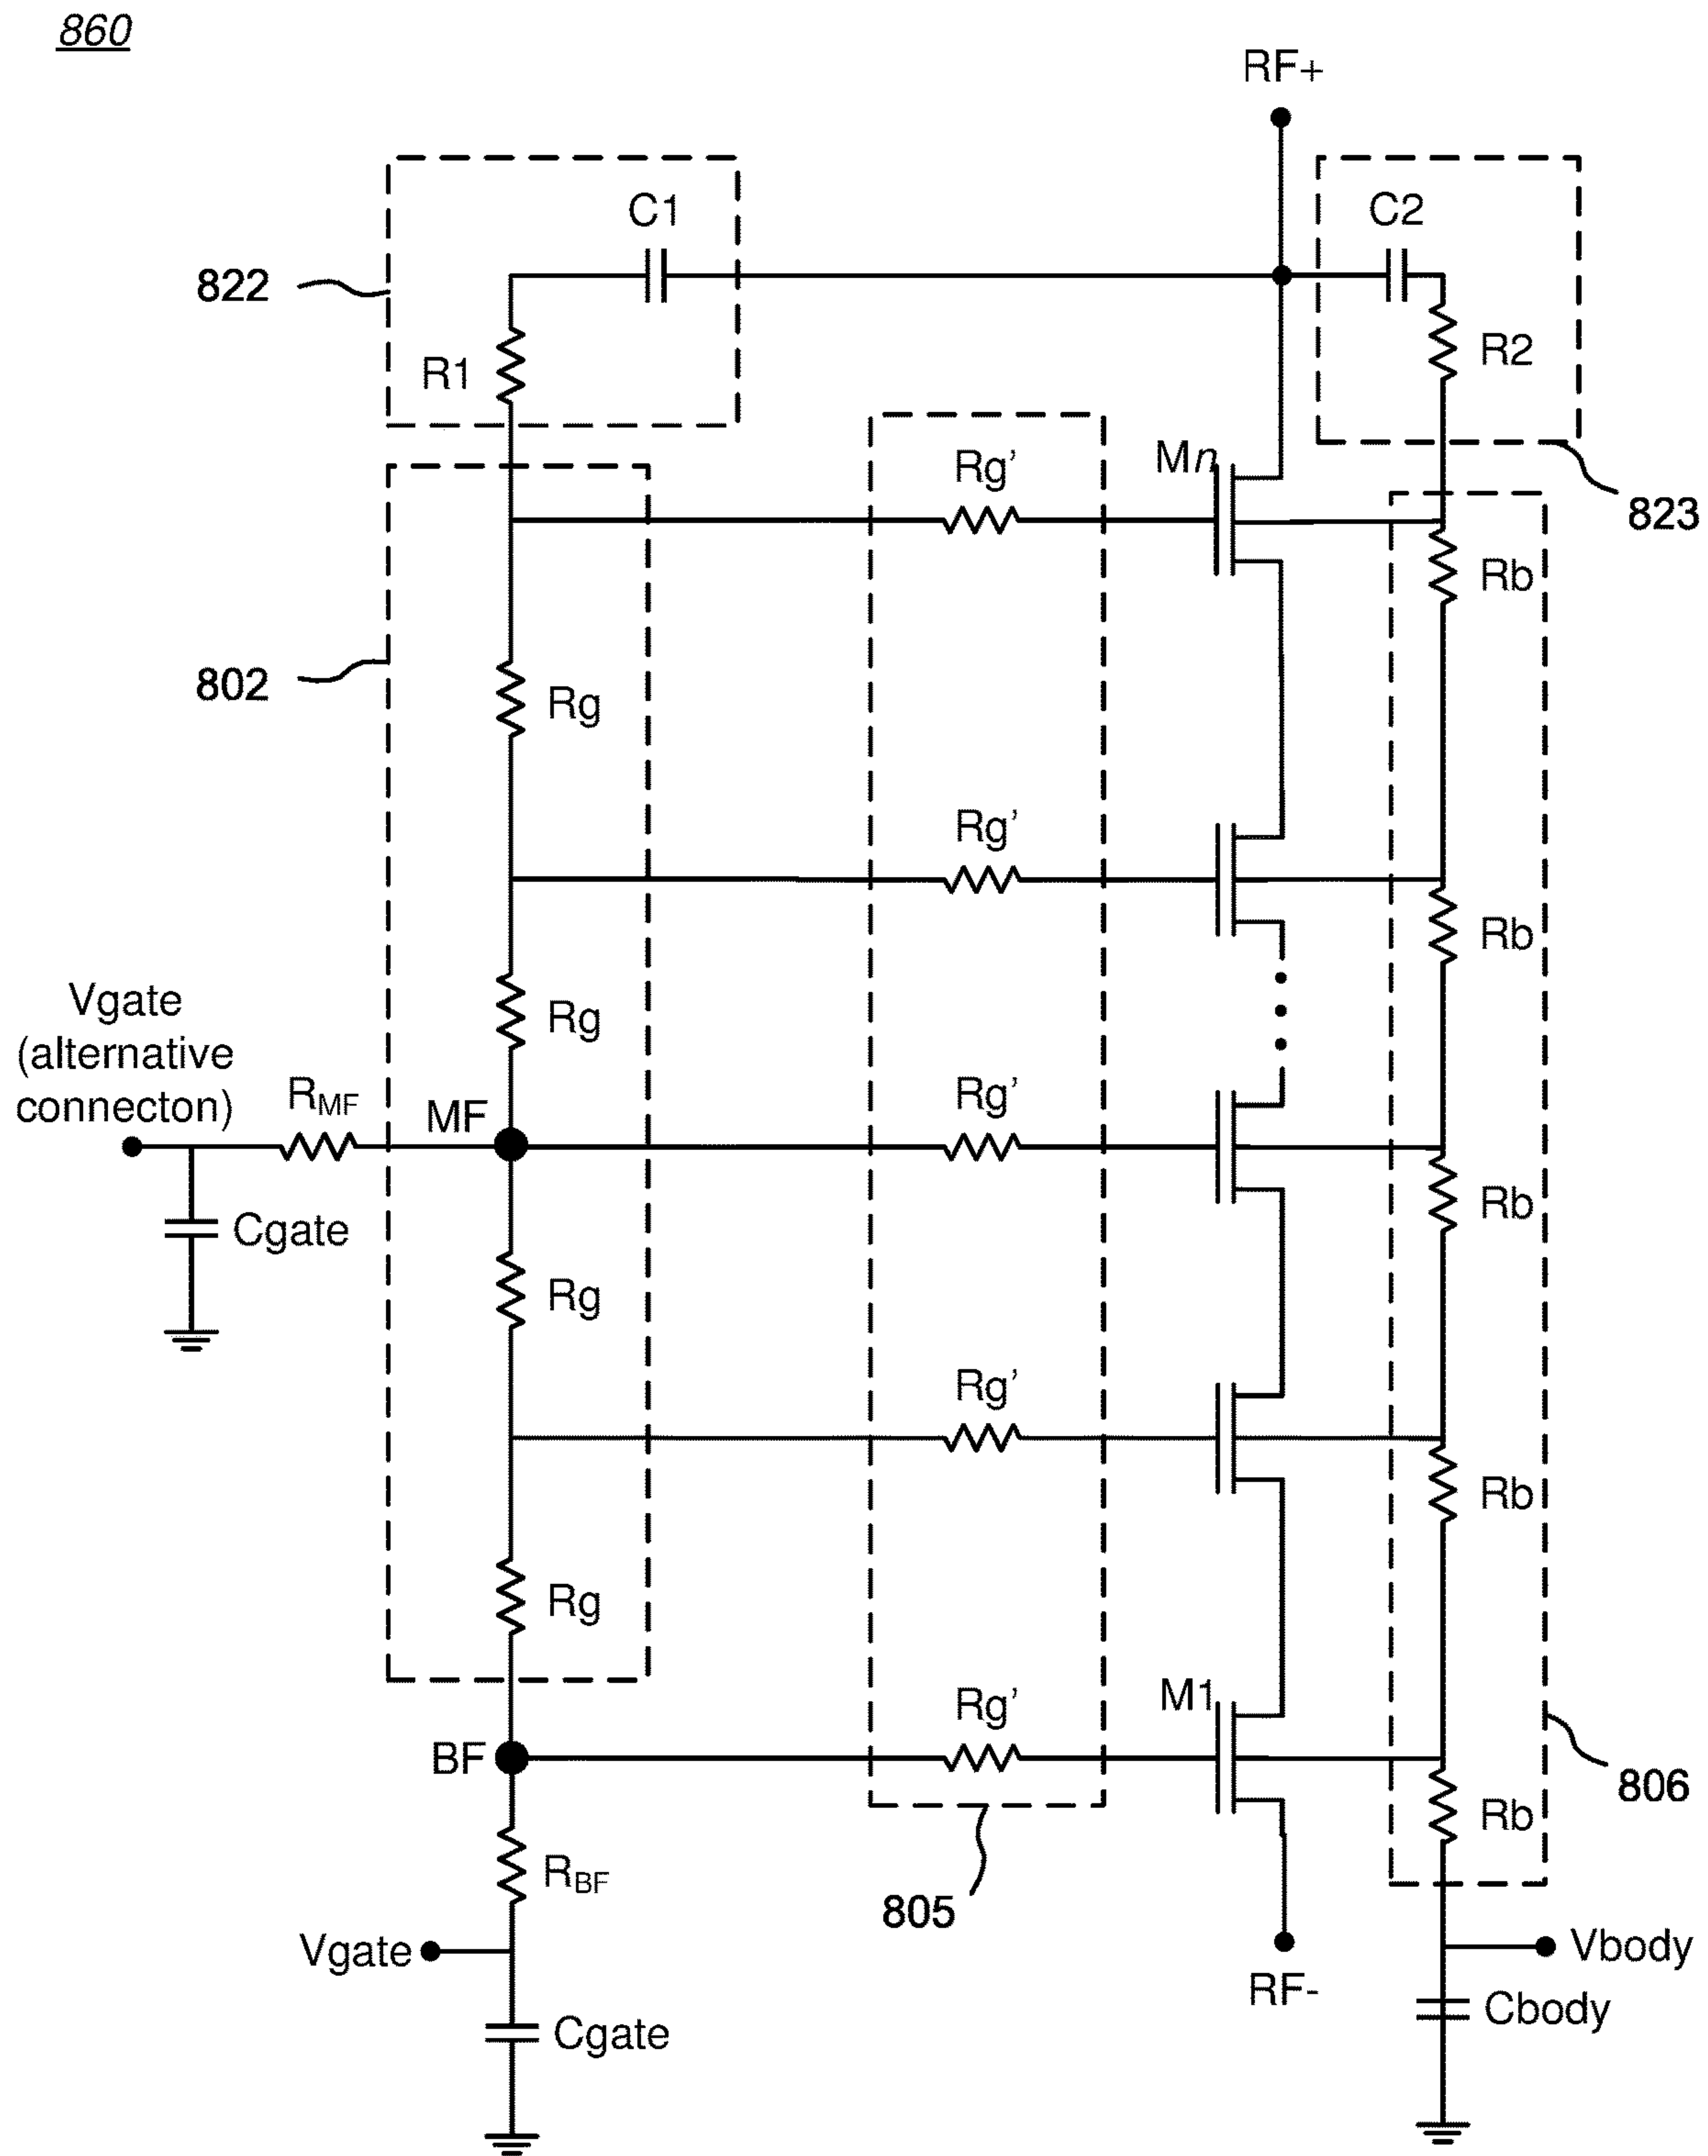 860
RF+
C1
C2
822
R1
R2
Mn
Rg'
823
Rb
802
Rg
Rg'
Rb
Vgate
(alternative
connecton)
Rg
RMF
MF
Rg'
Rb
Cgate
Rg
Rg'
Rb
Rg
M1
Rg'
BF
806
Rb
RBF
805
Vgate
Vbody
RF-
Cbody
Cgate